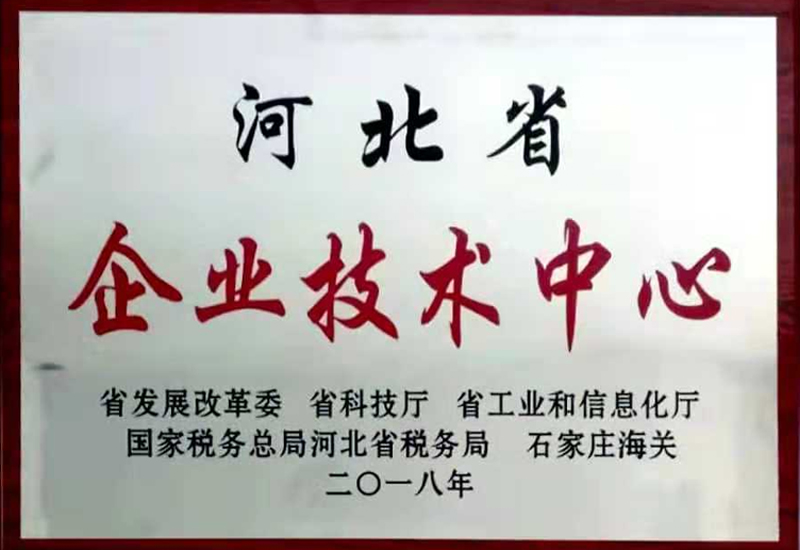 河北省
企业技术中心
省发展改革委 省科技厅 省工业和信息化厅
国家税务总局河北省税务局 石家庄海关
二〇一八年